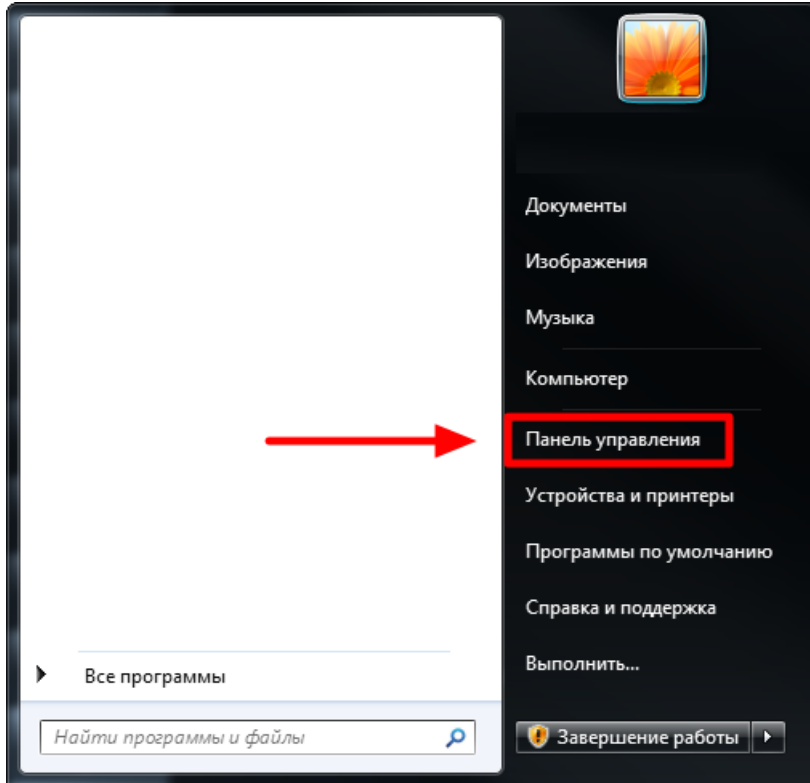 Документы
Изображения
Музыка
Компьютер
Панель управления
Устройства и принтеры
Программы по умолчанию
Справка и поддержка
Выполнить...
Все программы
Найти программы и файлы
Завершение работы